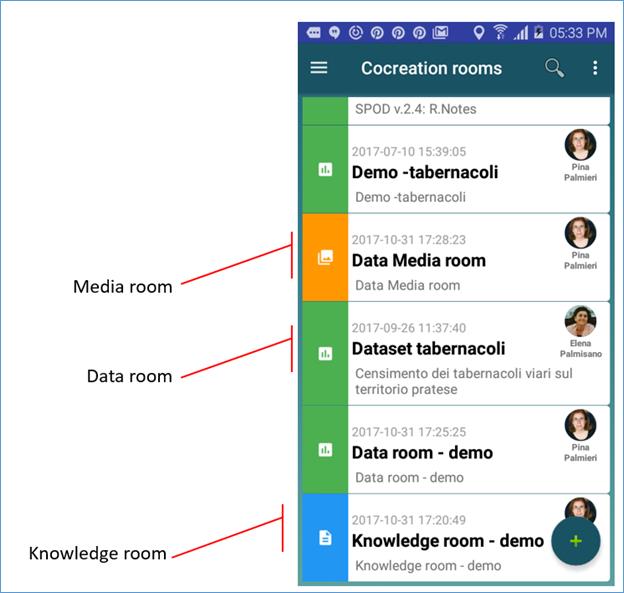 05:33 PM
Cocreation rooms
SPOD v.2.4: R.Notes
2017-07-10 15:39:05
Demo -tabernacoli
Demo -tabernacoli
Pina
Palmieri
Media room
2017-10-31 17:28:23
Data Media room
Data Media room
Pina
Palmieri
Data room
2017-09-26 11:37:40
Dataset tabernacoli
Censimento dei tabernacoli viari sul
territorio pratese
Elena
Palmisano
2017-10-31 17:25:25
Data room - demo
Data room - demo
Pina
Palmieri
Knowledge room
2017-10-31 17:20:49
Knowledge room - demo
Knowledge room - demo